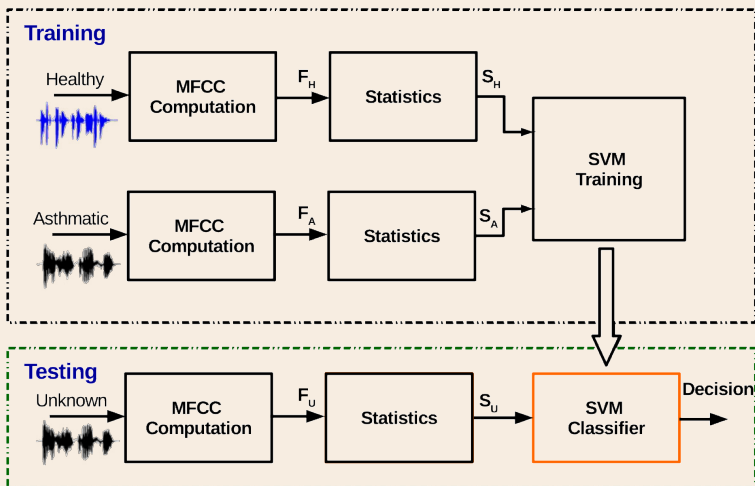 Training
Healthy
MFCC
Computation
F_H
Statistics
S_H
SVM
Training
Asthmatic
MFCC
Computation
F_A
Statistics
S_A
Testing
Unknown
MFCC
Computation
F_U
Statistics
S_U
SVM
Classifier
Decision